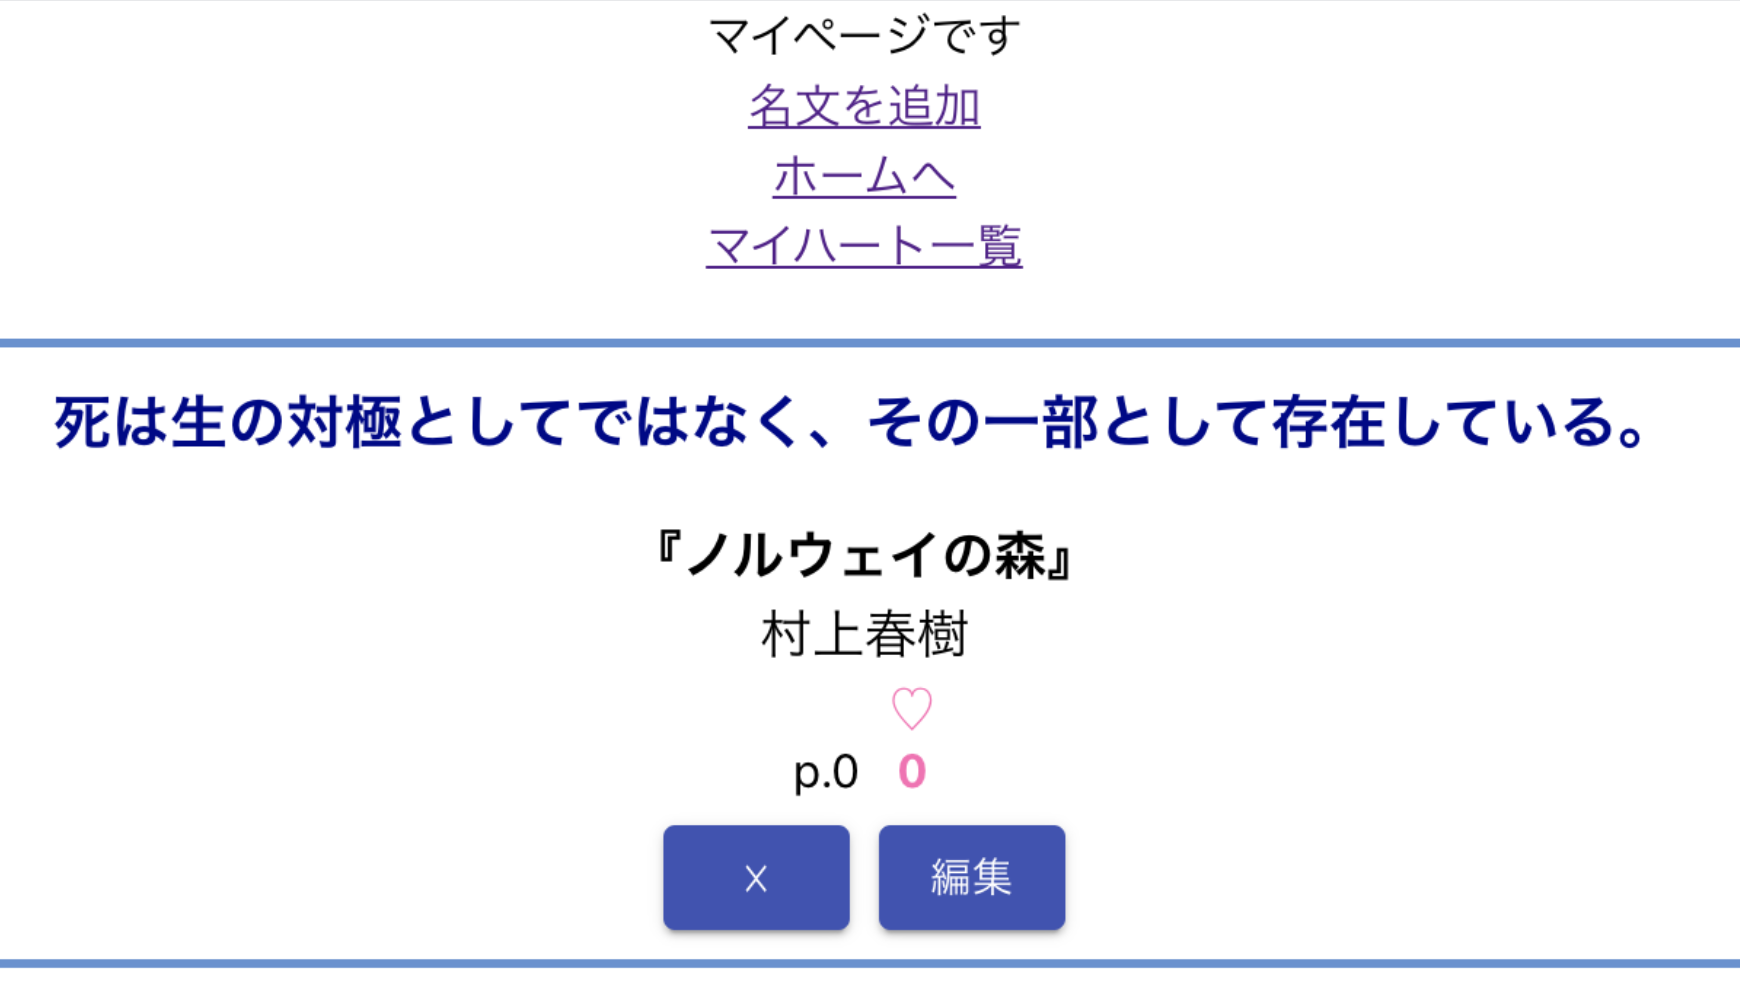 マイページです
名文を追加
ホームへ
マイハート一覧
死は生の対極としてではなく、その一部として存在している。
『ノルウェイの森』
村上春樹
♡
p.0 0
X 編集